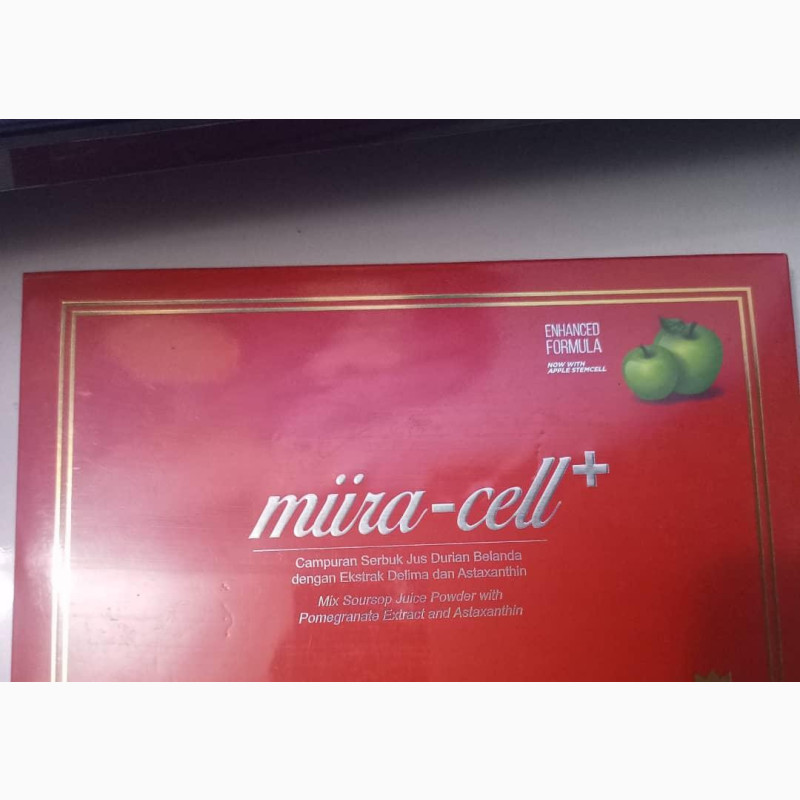 ENHANCED
FORMULA
NOW WITH
APPLE STEMCELL
müra-cell+
Campuran Serbuk Jus Durian Belanda
dengan Ekstrak Delima dan Astaxanthin
Mix Soursop Juice Powder with
Pomegranate Extract and Astaxanthin